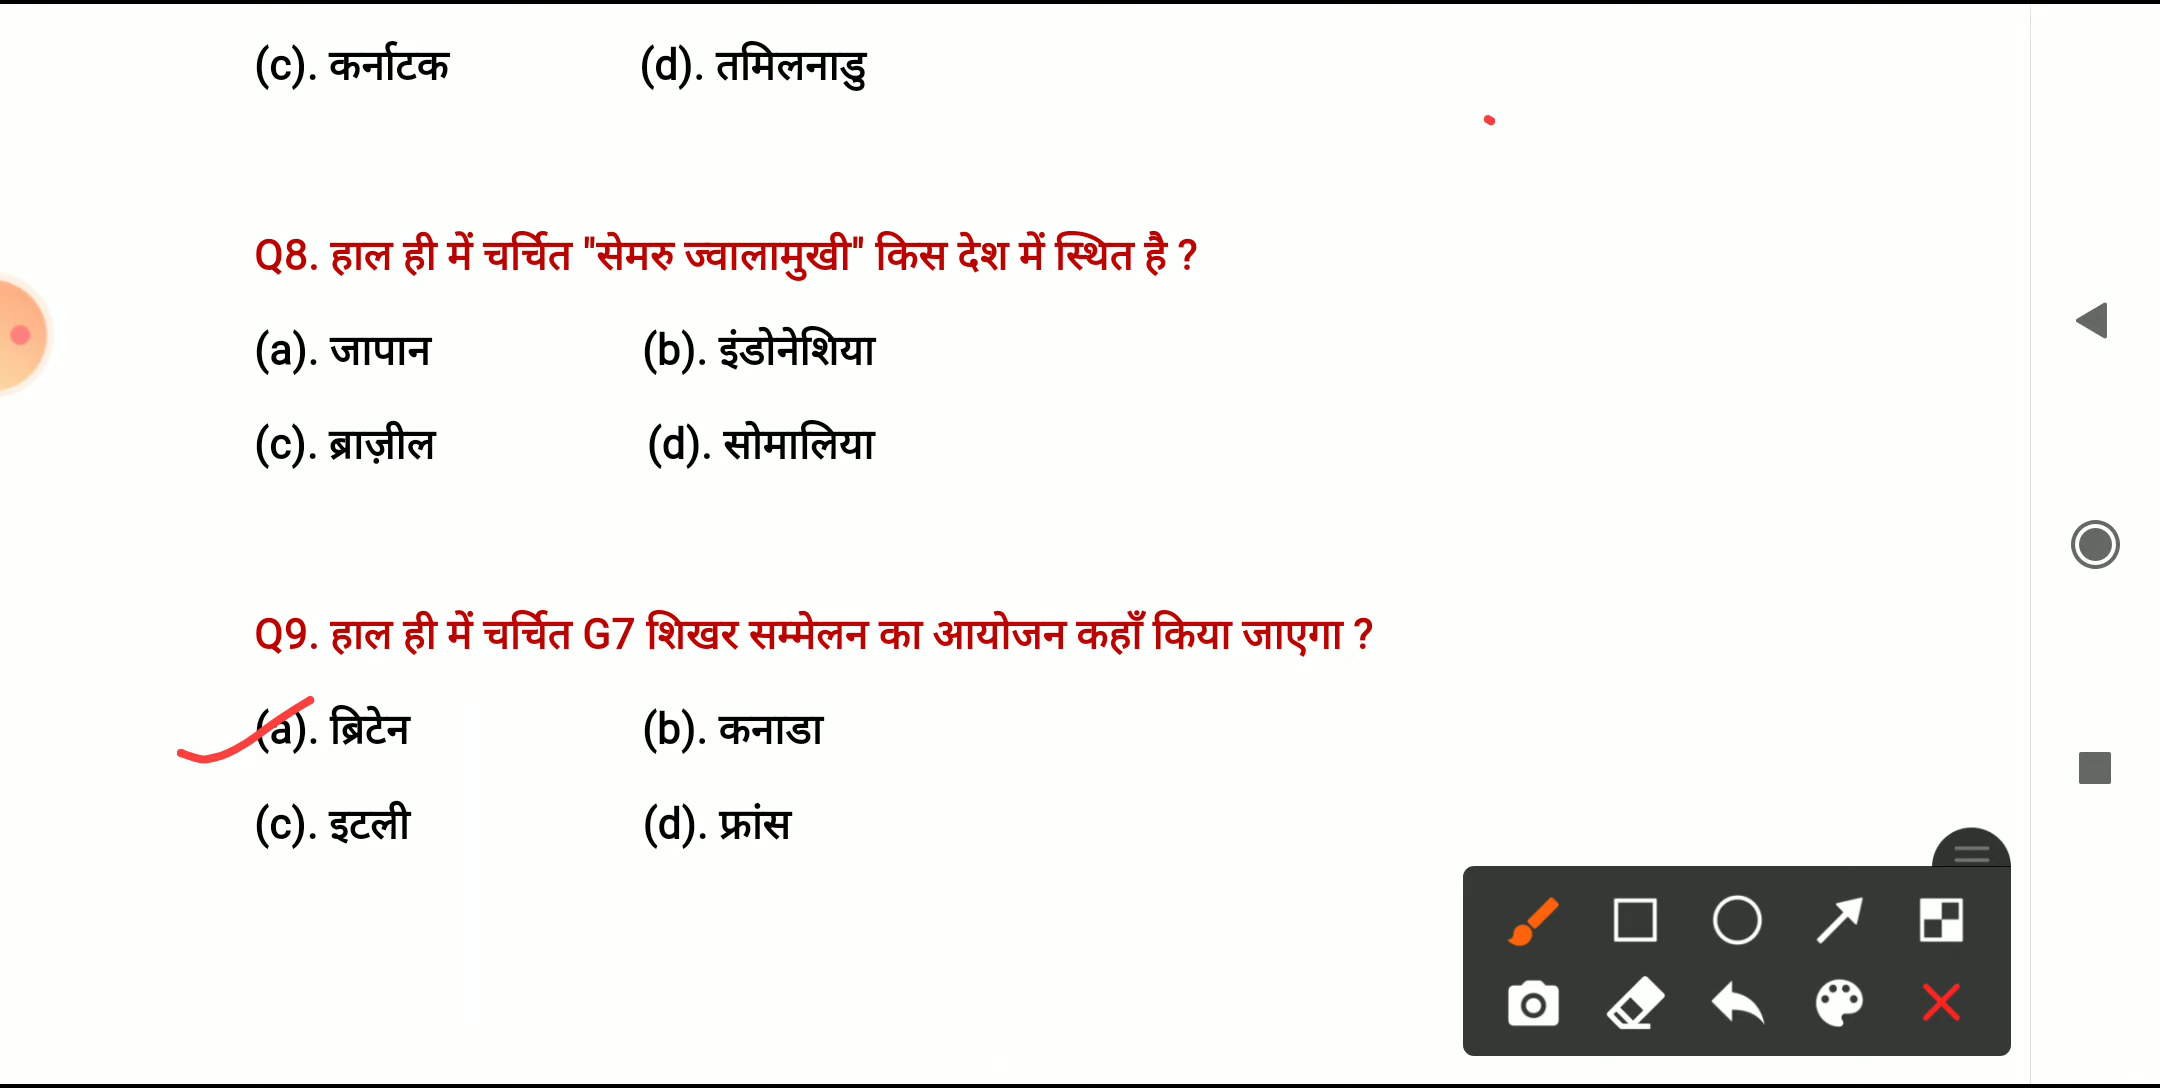 (c). कर्नाटक (d). तमिलनाडु
Q8. हाल ही में चर्चित "सेमरु ज्वालामुखी" किस देश में स्थित है ?
(a). जापान (b). इंडोनेशिया
(c). ब्राज़ील (d). सोमालिया
Q9. हाल ही में चर्चित G7 शिखर सम्मेलन का आयोजन कहाँ किया जाएगा ?
(a). ब्रिटेन (b). कनाडा
(c). इटली (d). फ्रांस